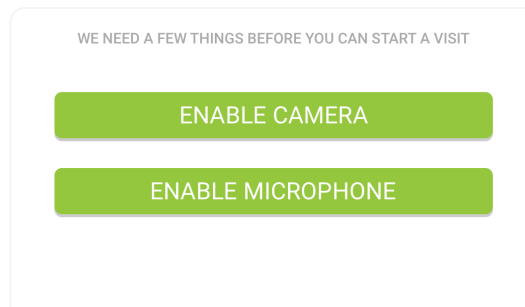 WE NEED A FEW THINGS BEFORE YOU CAN START A VISIT
ENABLE CAMERA
ENABLE MICROPHONE